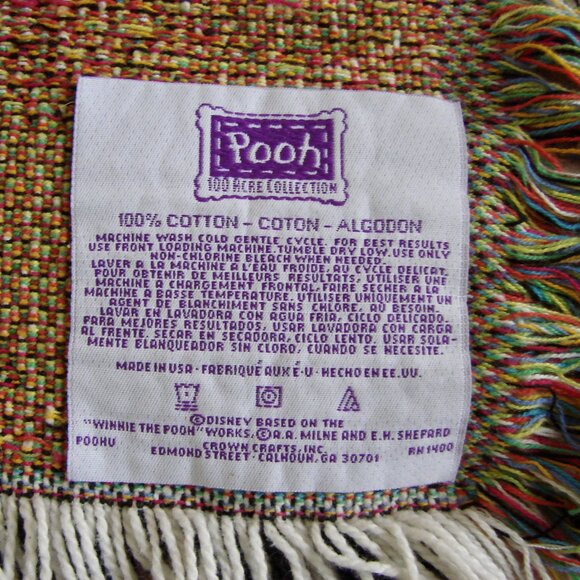 Pooh
100 ACRE COLLECTION
100% COTTON - COTON - ALGODON
MACHINE WASH COLD GENTLE CYCLE. FOR BEST RESULTS
USE FRONT LOADING MACHINE. TUMBLE DRY LOW. USE ONLY
NON-CHLORINE BLEACH WHEN NEEDED.
LAVER A LA MACHINE A L'EAU FROIDE, AU CYCLE DELICAT.
POUR OBTENIR DE MEILLEURS RESULTATS, UTILISER UNE
MACHINE A CHARGEMENT FRONTAL. FAIRE SECHER A LA
MACHINE A BASSE TEMPERATURE. UTILISER UNIQUEMENT UN
AGENT DE BLANCHIMENT SANS CHLORE, AU BESOIN.
LAVAR EN LAVADORA CON AGUA FRIA, CICLO DELICADO.
PARA MEJORES RESULTADOS, USAR LAVADORA CON CARGA
AL FRENTE. SECAR EN SECADORA, CICLO LENTO. USAR SOLA-
MENTE BLANQUEADOR SIN CLORO, CUANDO SE NECESITE.
MADE IN USA · FABRIQUÉ AUX É-U · HECHO EN EE.UU.
©DISNEY BASED ON THE
"WINNIE THE POOH" WORKS, ©A.A. MILNE AND E.H. SHEPARD
POOHU CROWN CRAFTS, INC. RN 1400
EDMOND STREET · CALHOUN, GA 30701